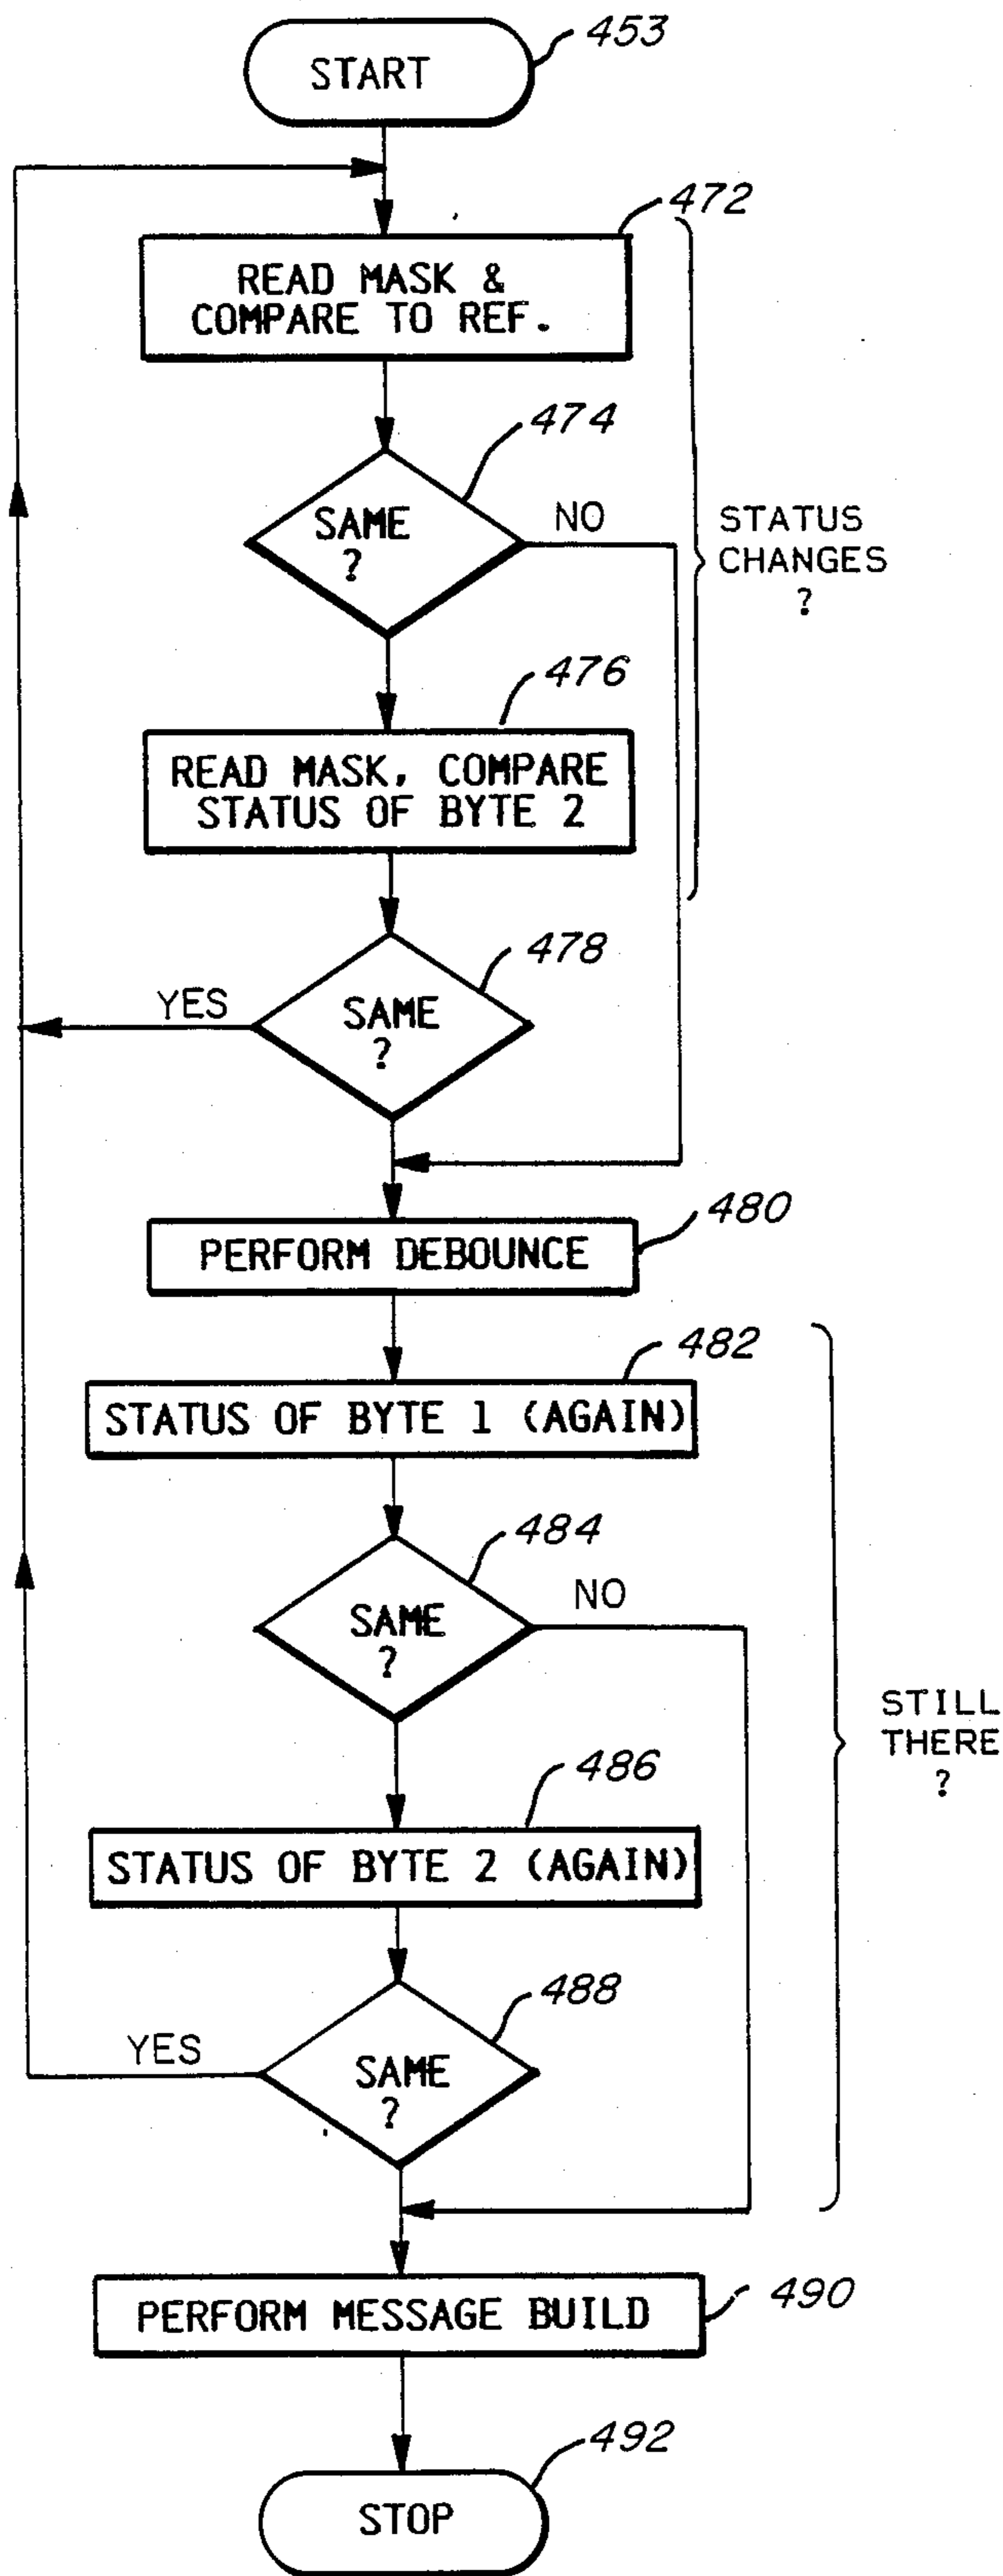 453
START
472
READ MASK &
COMPARE TO REF.
474
SAME
?
NO
STATUS
CHANGES
?
476
READ MASK, COMPARE
STATUS OF BYTE 2
478
YES
SAME
?
480
PERFORM DEBOUNCE
482
STATUS OF BYTE 1 (AGAIN)
484
SAME
?
NO
STILL
THERE
?
486
STATUS OF BYTE 2 (AGAIN)
488
YES
SAME
?
490
PERFORM MESSAGE BUILD
492
STOP